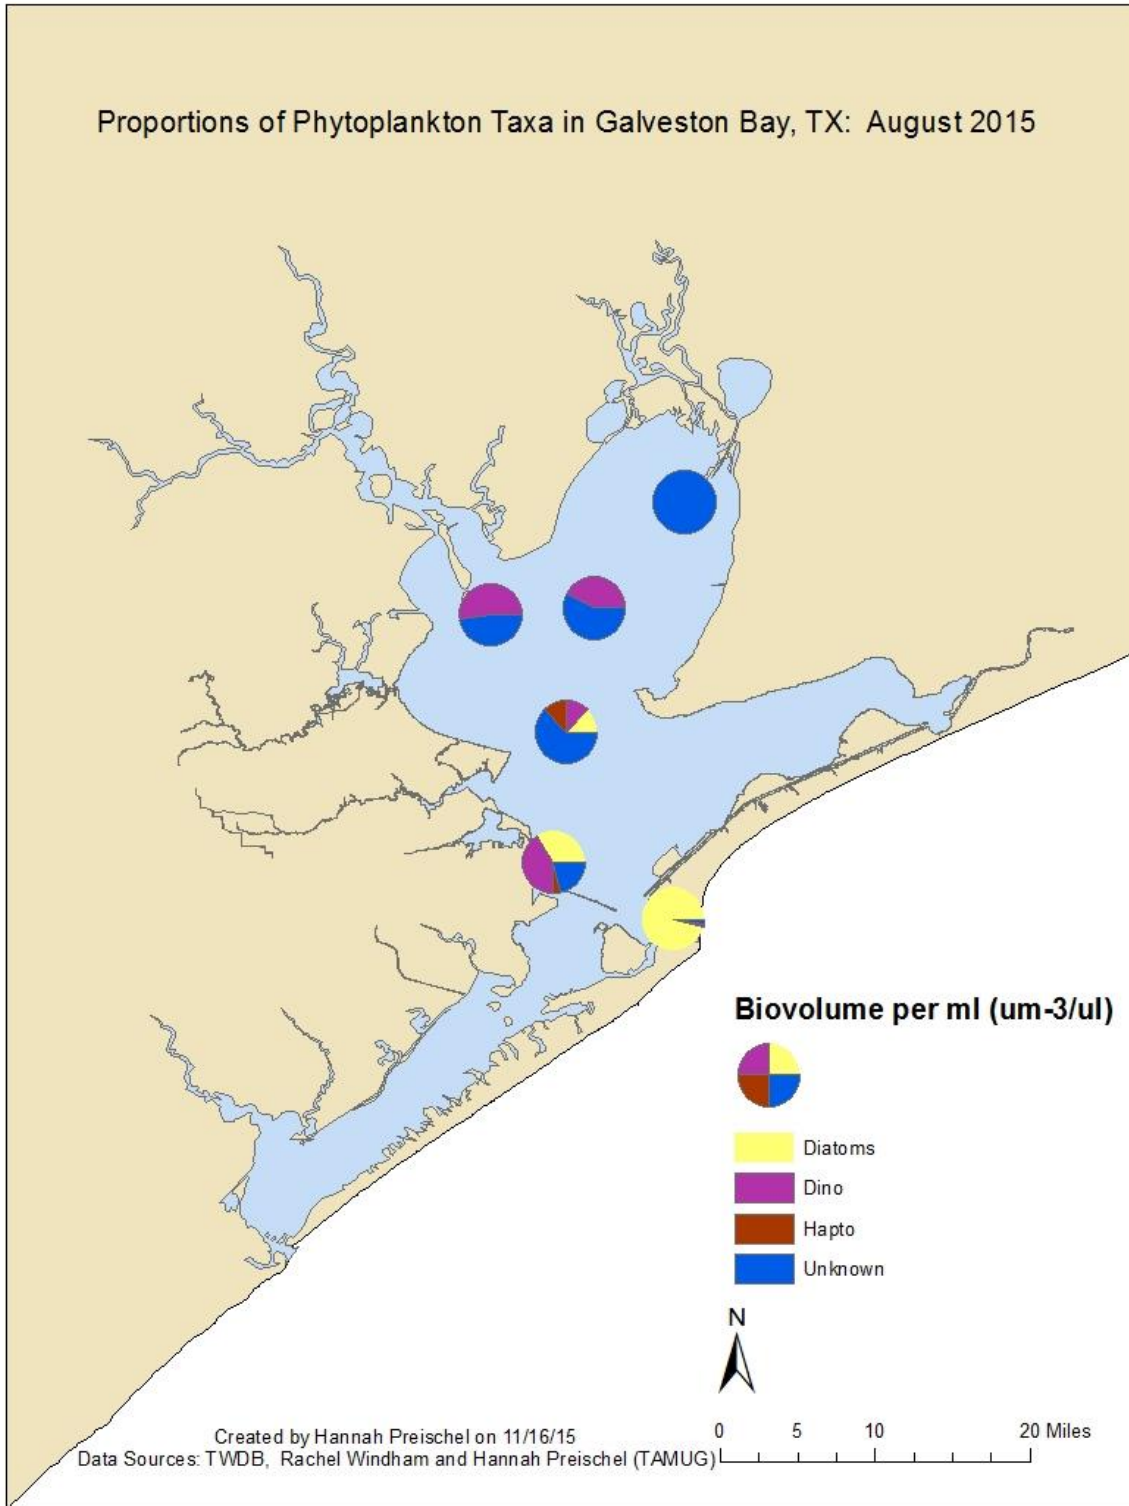 Proportions of Phytoplankton Taxa in Galveston Bay, TX:  August 2015
Biovolume per ml (um-3/ul)
Diatoms
Dino
Hapto
Unknown
N
0 5 10 20 Miles
Created by Hannah Preischel on 11/16/15
Data Sources: TWDB,  Rachel Windham and Hannah Preischel (TAMUG)